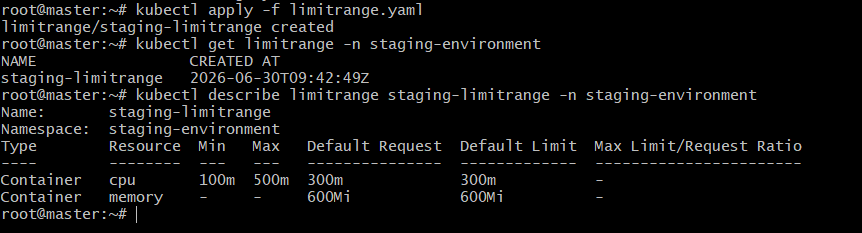 root@master:~# kubectl apply -f limitrange.yaml
limitrange/staging-limitrange created
root@master:~# kubectl get limitrange -n staging-environment
NAME                 CREATED AT
staging-limitrange   2026-06-30T09:42:49Z
root@master:~# kubectl describe limitrange staging-limitrange -n staging-environment
Name:       staging-limitrange
Namespace:  staging-environment
Type        Resource  Min   Max   Default Request  Default Limit  Max Limit/Request Ratio
----        --------  ---   ---   ---------------  -------------  -----------------------
Container   cpu       100m  500m  300m             300m           -
Container   memory    -     -     600Mi            600Mi          -
root@master:~#